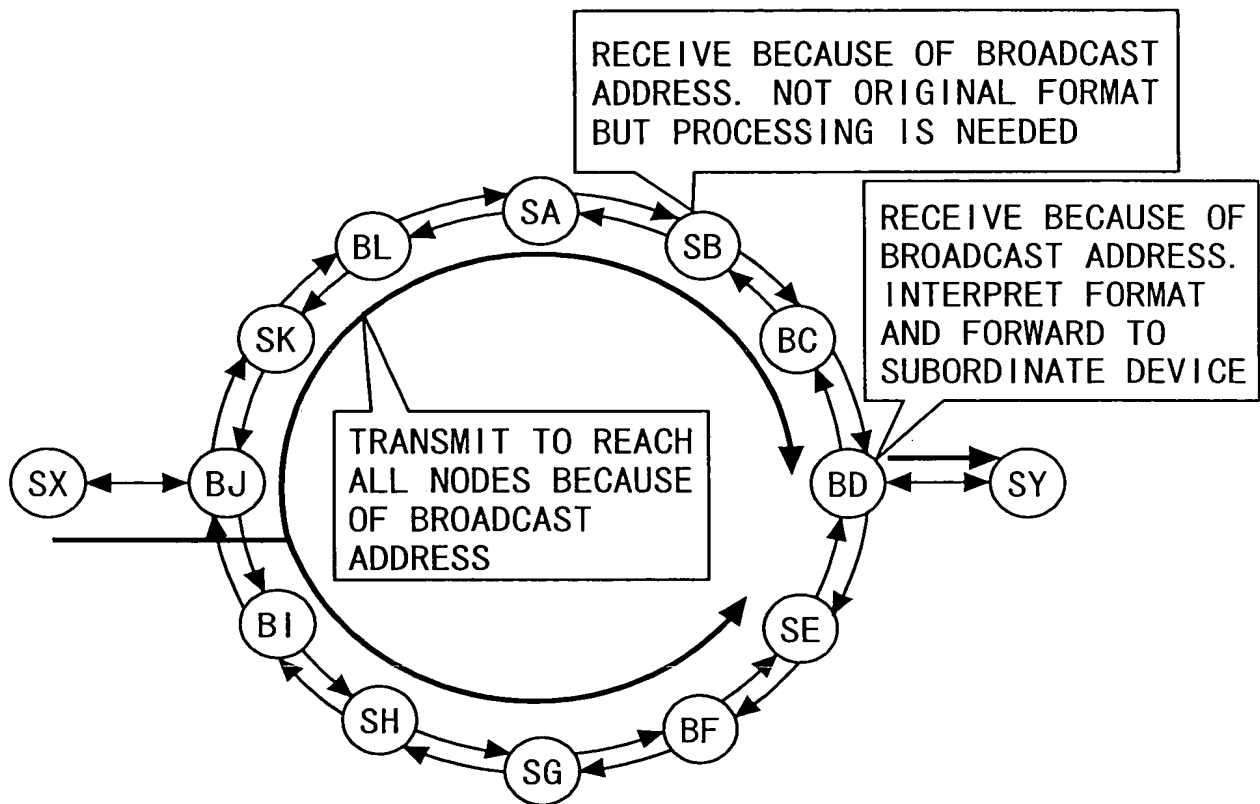 RECEIVE BECAUSE OF BROADCAST
ADDRESS. NOT ORIGINAL FORMAT
BUT PROCESSING IS NEEDED
RECEIVE BECAUSE OF
BROADCAST ADDRESS.
INTERPRET FORMAT
AND FORWARD TO
SUBORDINATE DEVICE
SA
BL
SB
SK
BC
TRANSMIT TO REACH
ALL NODES BECAUSE
OF BROADCAST
ADDRESS
SX
BJ
BD
SY
BI
SE
SH
BF
SG